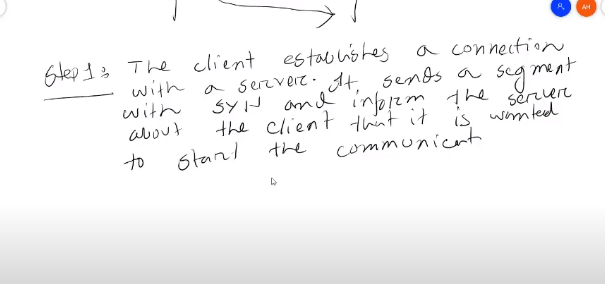 Step 1: The client establishes a connection
with a server. It, sends a segment
with SYN and inform the server
about the client that it is wanted
to start the communicat
AH